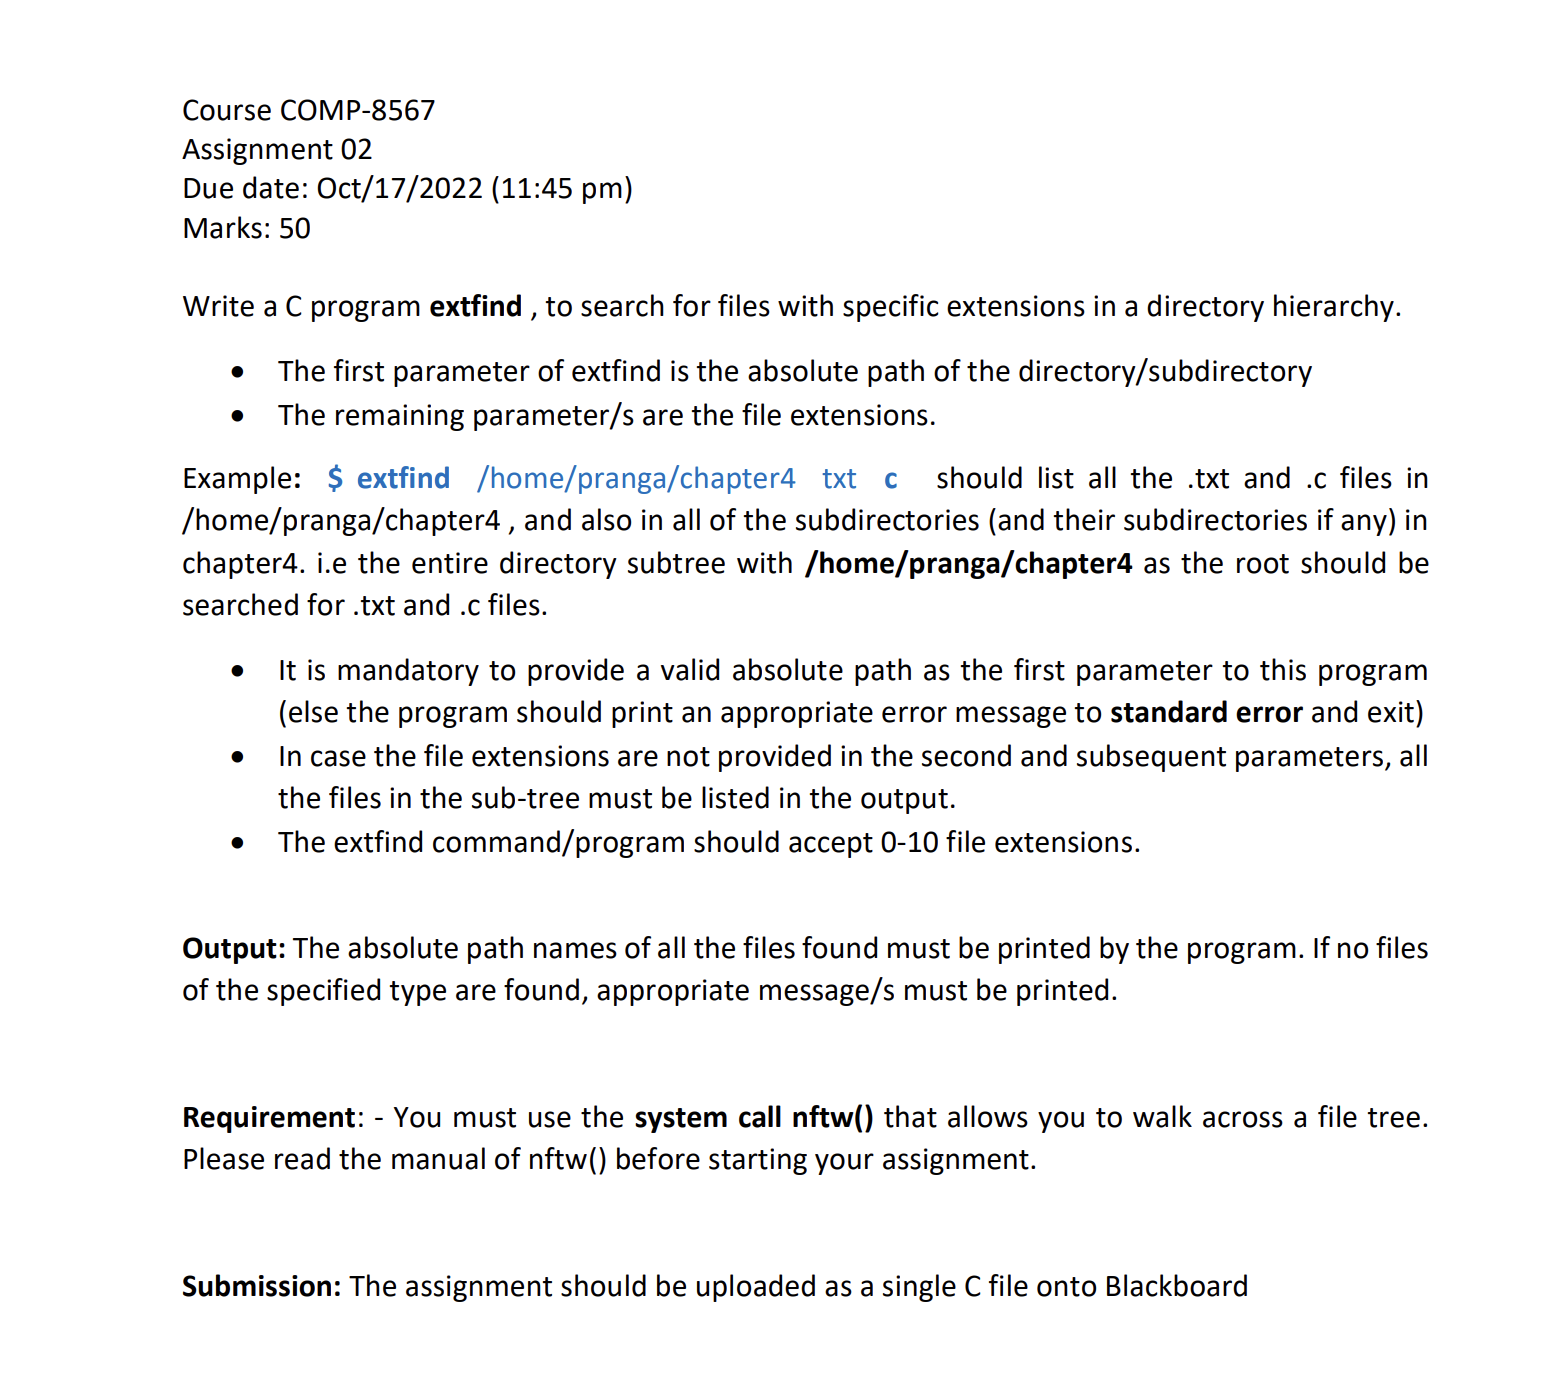 Course COMP-8567
Assignment 02
Due date: Oct/17/2022 (11:45 pm)
Marks: 50
Write a C program extfind , to search for files with specific extensions in a directory hierarchy.
• The first parameter of extfind is the absolute path of the directory/subdirectory
• The remaining parameter/s are the file extensions.
Example: $ extfind /home/pranga/chapter4 txt c should list all the .txt and .c files in
/home/pranga/chapter4 , and also in all of the subdirectories (and their subdirectories if any) in
chapter4. i.e the entire directory subtree with /home/pranga/chapter4 as the root should be
searched for .txt and .c files.
• It is mandatory to provide a valid absolute path as the first parameter to this program
(else the program should print an appropriate error message to standard error and exit)
• In case the file extensions are not provided in the second and subsequent parameters, all
the files in the sub-tree must be listed in the output.
• The extfind command/program should accept 0-10 file extensions.
Output: The absolute path names of all the files found must be printed by the program. If no files
of the specified type are found, appropriate message/s must be printed.
Requirement: - You must use the system call nftw() that allows you to walk across a file tree.
Please read the manual of nftw() before starting your assignment.
Submission: The assignment should be uploaded as a single C file onto Blackboard